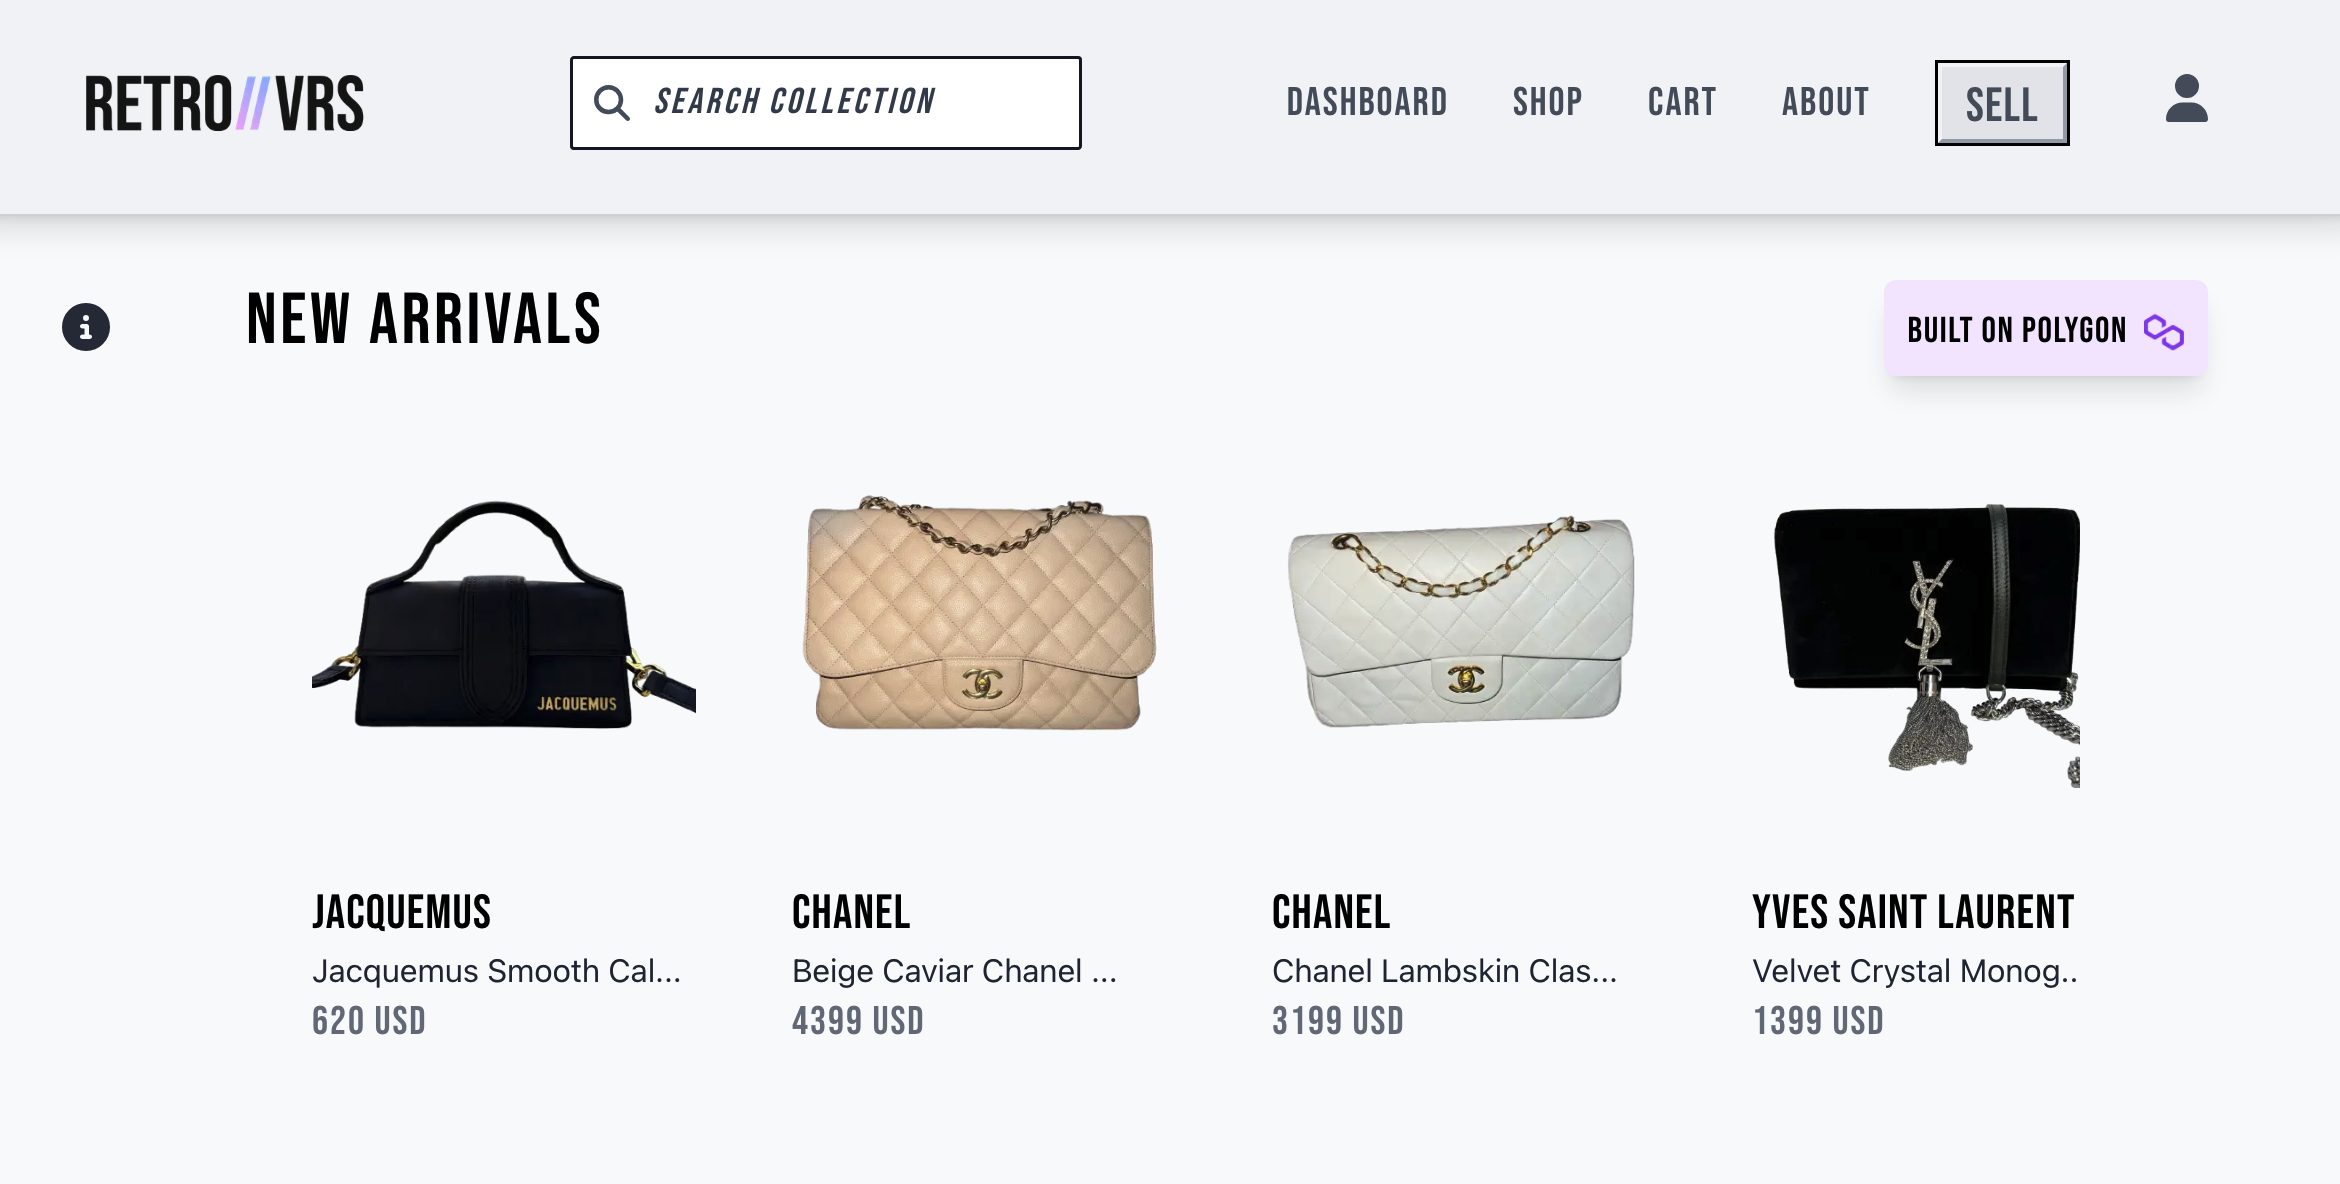 RETRO//VRS
SEARCH COLLECTION
DASHBOARD
SHOP
CART
ABOUT
SELL
NEW ARRIVALS
BUILT ON POLYGON
JACQUEMUS
YSL
JACQUEMUS
Jacquemus Smooth Cal...
620 USD
CHANEL
Beige Caviar Chanel ...
4399 USD
CHANEL
Chanel Lambskin Clas...
3199 USD
YVES SAINT LAURENT
Velvet Crystal Monog..
1399 USD